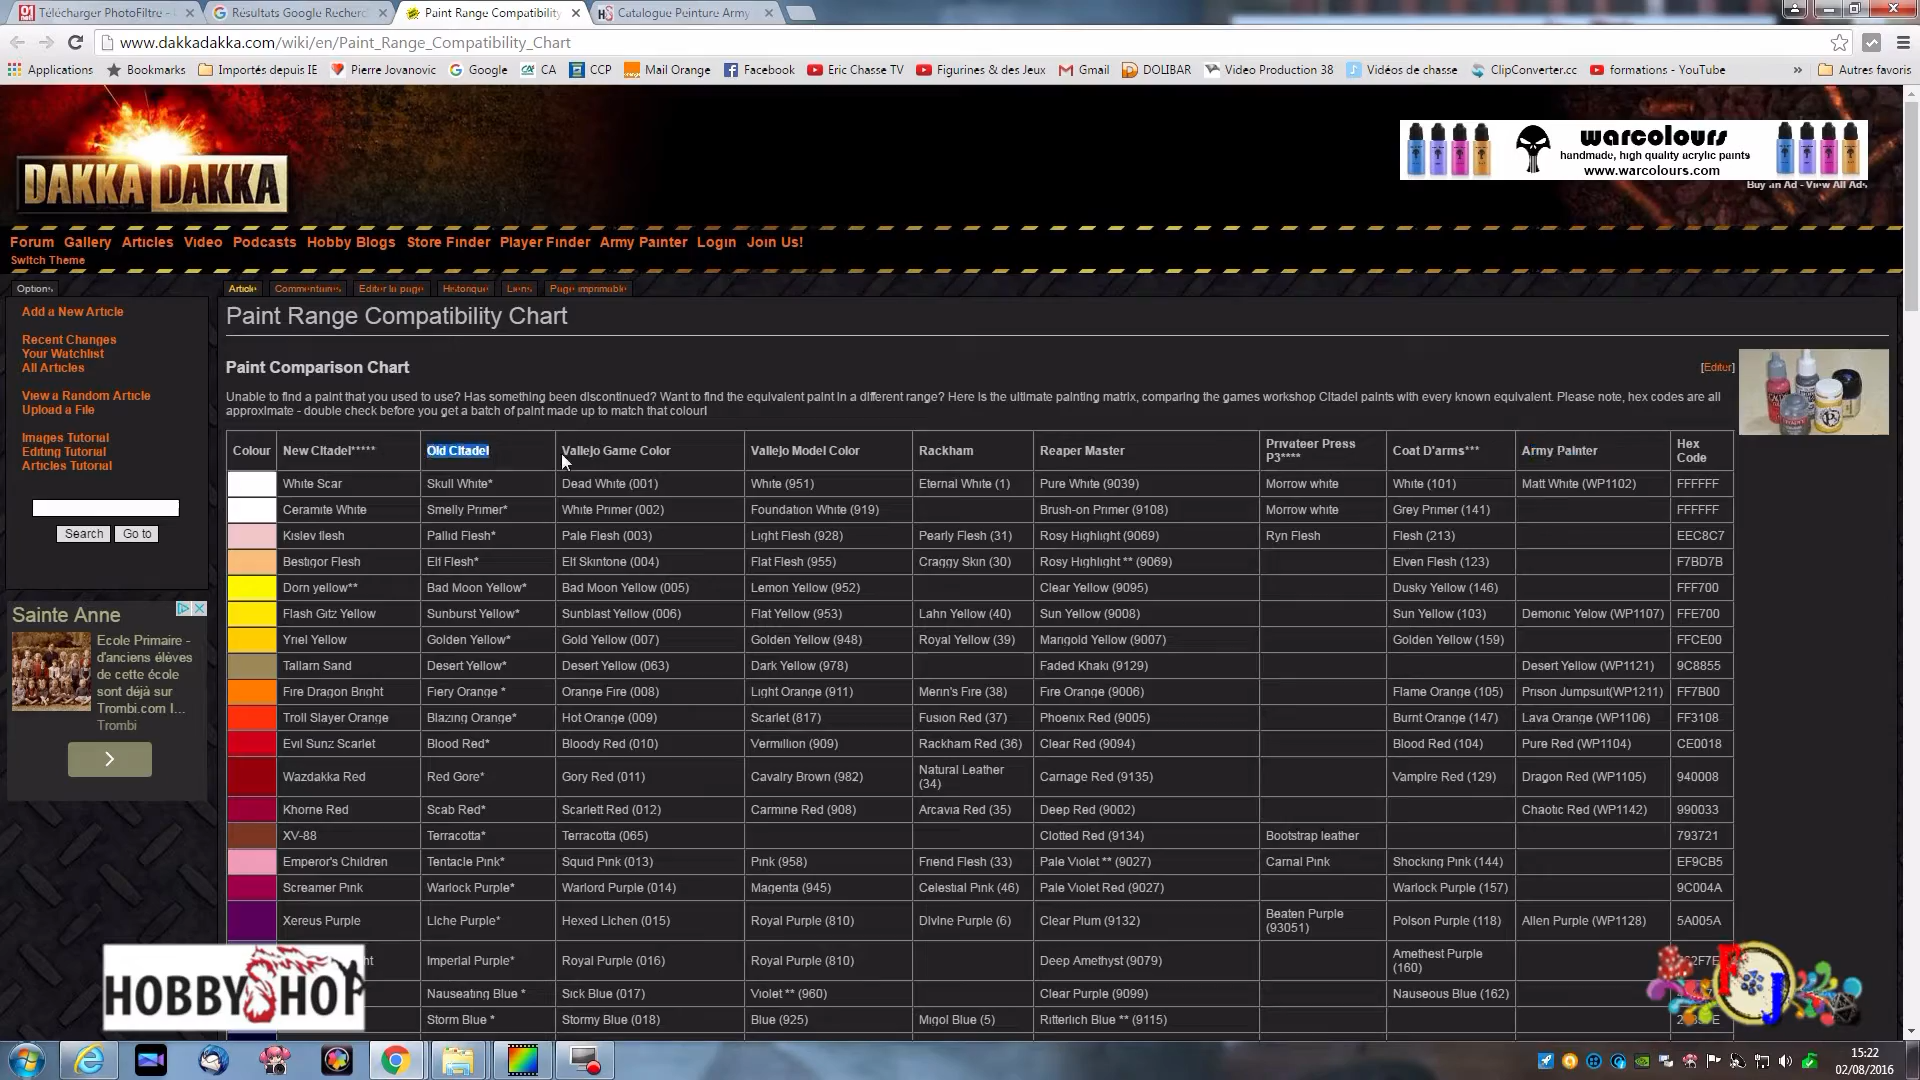 Télécharger PhotoFiltre -
Résultats Google Recherc
Paint Range Compatibility
Catalogue Peinture Army
www.dakkadakka.com/wiki/en/Paint_Range_Compatibility_Chart
Applications Bookmarks Importés depuis IE Pierre Jovanovic Google CA CCP Mail Orange Facebook Eric Chasse TV Figurines & des Jeux Gmail DOLIBAR Video Production 38 Vidéos de chasse ClipConverter.cc formations - YouTube » Autres favoris
DAKKA DAKKA
warcolours
handmade, high quality acrylic paints
www.warcolours.com
Buy an Ad - View All Ads
Forum Gallery Articles Video Podcasts Hobby Blogs Store Finder Player Finder Army Painter Login Join Us!
Switch Theme
Options
Article Commentaires Editer la page Historique Liens Page imprimable
Add a New Article
Recent Changes
Your Watchlist
All Articles
View a Random Article
Upload a File
Images Tutorial
Editing Tutorial
Articles Tutorial
Search Go to
Sainte Anne
Ecole Primaire -
d'anciens élèves
de cette école
sont déjà sur
Trombi.com !...
Trombi
Paint Range Compatibility Chart
Paint Comparison Chart
[Editer]
Unable to find a paint that you used to use? Has something been discontinued? Want to find the equivalent paint in a different range? Here is the ultimate painting matrix, comparing the games workshop Citadel paints with every known equivalent. Please note, hex codes are all
approximate - double check before you get a batch of paint made up to match that colour!
Colour New Citadel***** Old Citadel Vallejo Game Color Vallejo Model Color Rackham Reaper Master Privateer Press P3**** Coat D'arms*** Army Painter Hex Code
White Scar Skull White* Dead White (001) White (951) Eternal White (1) Pure White (9039) Morrow white White (101) Matt White (WP1102) FFFFFF
Ceramite White Smelly Primer* White Primer (002) Foundation White (919) Brush-on Primer (9108) Morrow white Grey Primer (141) FFFFFF
Kislev flesh Pallid Flesh* Pale Flesh (003) Light Flesh (928) Pearly Flesh (31) Rosy Highlight (9069) Ryn Flesh Flesh (213) EEC8C7
Bestigor Flesh Elf Flesh* Elf Skintone (004) Flat Flesh (955) Craggy Skin (30) Rosy Highlight ** (9069) Elven Flesh (123) F7BD7B
Dorn yellow** Bad Moon Yellow* Bad Moon Yellow (005) Lemon Yellow (952) Clear Yellow (9095) Dusky Yellow (146) FFF700
Flash Gitz Yellow Sunburst Yellow* Sunblast Yellow (006) Flat Yellow (953) Lahn Yellow (40) Sun Yellow (9008) Sun Yellow (103) Demonic Yelow (WP1107) FFE700
Yriel Yellow Golden Yellow* Gold Yellow (007) Golden Yellow (948) Royal Yellow (39) Marigold Yellow (9007) Golden Yellow (159) FFCE00
Tallarn Sand Desert Yellow* Desert Yellow (063) Dark Yellow (978) Faded Khaki (9129) Desert Yellow (WP1121) 9C8855
Fire Dragon Bright Fiery Orange * Orange Fire (008) Light Orange (911) Merin's Fire (38) Fire Orange (9006) Flame Orange (105) Prison Jumpsuit(WP1211) FF7B00
Troll Slayer Orange Blazing Orange* Hot Orange (009) Scarlet (817) Fusion Red (37) Phoenix Red (9005) Burnt Orange (147) Lava Orange (WP1106) FF3108
Evil Sunz Scarlet Blood Red* Bloody Red (010) Vermillion (909) Rackham Red (36) Clear Red (9094) Blood Red (104) Pure Red (WP1104) CE0018
Wazdakka Red Red Gore* Gory Red (011) Cavalry Brown (982) Natural Leather (34) Carnage Red (9135) Vampire Red (129) Dragon Red (WP1105) 940008
Khorne Red Scab Red* Scarlett Red (012) Carmine Red (908) Arcavia Red (35) Deep Red (9002) Chaotic Red (WP1142) 990033
XV-88 Terracotta* Terracotta (065) Clotted Red (9134) Bootstrap leather 793721
Emperor's Children Tentacle Pink* Squid Pink (013) Pink (958) Friend Flesh (33) Pale Violet ** (9027) Carnal Pink Shocking Pink (144) EF9CB5
Screamer Pink Warlock Purple* Warlord Purple (014) Magenta (945) Celestial Pink (46) Pale Violet Red (9027) Warlock Purple (157) 9C004A
Xereus Purple Liche Purple* Hexed Lichen (015) Royal Purple (810) Divine Purple (6) Clear Plum (9132) Beaten Purple (93051) Poison Purple (118) Allen Purple (WP1128) 5A005A
Imperial Purple* Royal Purple (016) Royal Purple (810) Deep Amethyst (9079) Amethest Purple (160)
Nauseating Blue * Sick Blue (017) Violet ** (960) Clear Purple (9099) Nauseous Blue (162)
Storm Blue * Stormy Blue (018) Blue (925) Migol Blue (5) Ritterlich Blue ** (9115)
HOBBYSHOP
FJ
15:22
02/08/2016